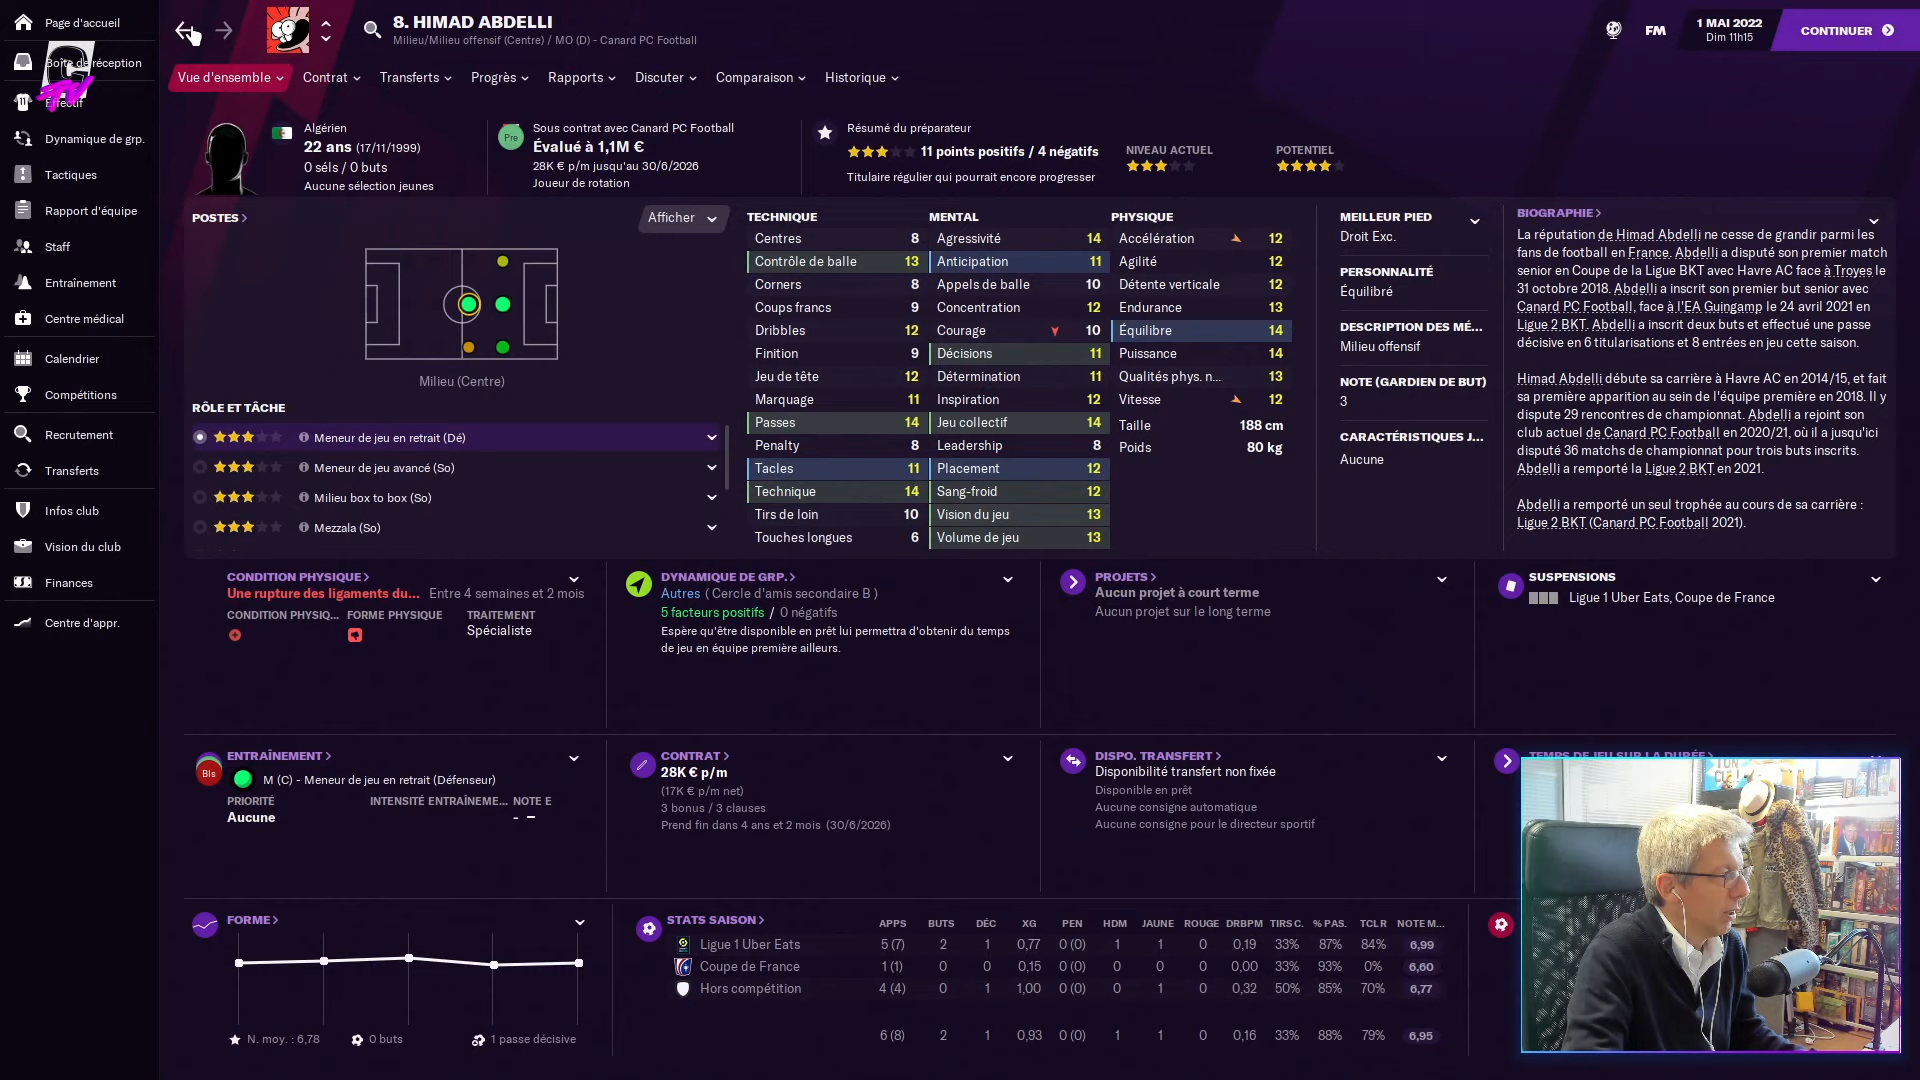 Page d'accueil
Boîte de réception
Effectif
Dynamique de grp.
Tactiques
Rapport d'équipe
Staff
Entraînement
Centre médical
Calendrier
Compétitions
Recrutement
Transferts
Infos club
Vision du club
Finances
Centre d'appr.
8. HIMAD ABDELLI
Milieu/Milieu offensif (Centre) / MO (D) - Canard PC Football
FM
1 MAI 2022
Dim 11h15
CONTINUER
Vue d'ensemble
Contrat
Transferts
Progrès
Rapports
Discuter
Comparaison
Historique
Algérien
22 ans (17/11/1999)
0 séls / 0 buts
Aucune sélection jeunes
Pre
Sous contrat avec Canard PC Football
Évalué à 1,1M €
28K € p/m jusqu'au 30/6/2026
Joueur de rotation
Résumé du préparateur
11 points positifs / 4 négatifs
Titulaire régulier qui pourrait encore progresser
NIVEAU ACTUEL
POTENTIEL
POSTES
Afficher
Milieu (Centre)
RÔLE ET TÂCHE
Meneur de jeu en retrait (Dé)
Meneur de jeu avancé (So)
Milieu box to box (So)
Mezzala (So)
TECHNIQUE
Centres 8
Contrôle de balle 13
Corners 8
Coups francs 9
Dribbles 12
Finition 9
Jeu de tête 12
Marquage 11
Passes 14
Penalty 8
Tacles 11
Technique 14
Tirs de loin 10
Touches longues 6
MENTAL
Agressivité 14
Anticipation 11
Appels de balle 10
Concentration 12
Courage 10
Décisions 11
Détermination 11
Inspiration 12
Jeu collectif 14
Leadership 8
Placement 12
Sang-froid 12
Vision du jeu 13
Volume de jeu 13
PHYSIQUE
Accélération 12
Agilité 12
Détente verticale 12
Endurance 13
Équilibre 14
Puissance 14
Qualités phys. n... 13
Vitesse 12
Taille 188 cm
Poids 80 kg
MEILLEUR PIED
Droit Exc.
PERSONNALITÉ
Équilibré
DESCRIPTION DES MÉ...
Milieu offensif
NOTE (GARDIEN DE BUT)
3
CARACTÉRISTIQUES J...
Aucune
BIOGRAPHIE
La réputation de Himad Abdelli ne cesse de grandir parmi les
fans de football en France. Abdelli a disputé son premier match
senior en Coupe de la Ligue BKT avec Havre AC face à Troyes le
31 octobre 2018. Abdelli a inscrit son premier but senior avec
Canard PC Football, face à l'EA Guingamp le 24 avril 2021 en
Ligue 2 BKT. Abdelli a inscrit deux buts et effectué une passe
décisive en 6 titularisations et 8 entrées en jeu cette saison.
Himad Abdelli débute sa carrière à Havre AC en 2014/15, et fait
sa première apparition au sein de l'équipe première en 2018. Il y
dispute 29 rencontres de championnat. Abdelli a rejoint son
club actuel de Canard PC Football en 2020/21, où il a jusqu'ici
disputé 36 matchs de championnat pour trois buts inscrits.
Abdelli a remporté la Ligue 2 BKT en 2021.
Abdelli a remporté un seul trophée au cours de sa carrière :
Ligue 2 BKT (Canard PC Football 2021).
CONDITION PHYSIQUE
Une rupture des ligaments du... Entre 4 semaines et 2 mois
CONDITION PHYSIQ... FORME PHYSIQUE TRAITEMENT
Spécialiste
DYNAMIQUE DE GRP.
Autres ( Cercle d'amis secondaire B )
5 facteurs positifs / 0 négatifs
Espère qu'être disponible en prêt lui permettra d'obtenir du temps
de jeu en équipe première ailleurs.
PROJETS
Aucun projet à court terme
Aucun projet sur le long terme
SUSPENSIONS
Ligue 1 Uber Eats, Coupe de France
ENTRAÎNEMENT
Bls
M (C) - Meneur de jeu en retrait (Défenseur)
PRIORITÉ INTENSITÉ ENTRAÎNEME... NOTE E
Aucune - –
CONTRAT
28K € p/m
(17K € p/m net)
3 bonus / 3 clauses
Prend fin dans 4 ans et 2 mois (30/6/2026)
DISPO. TRANSFERT
Disponibilité transfert non fixée
Disponible en prêt
Aucune consigne automatique
Aucune consigne pour le directeur sportif
TEMPS DE JEU SUR LA DURÉE
FORME
N. moy. : 6,78 0 buts 1 passe décisive
STATS SAISON APPS BUTS DÉC XG PEN HDM JAUNE ROUGE DRBPM TIRS C. % PAS. TCL R NOTE M...
Ligue 1 Uber Eats 5 (7) 2 1 0,77 0 (0) 1 1 0 0,19 33% 87% 84% 6,99
Coupe de France 1 (1) 0 0 0,15 0 (0) 0 0 0 0,00 33% 93% 0% 6,60
Hors compétition 4 (4) 0 1 1,00 0 (0) 0 1 0 0,32 50% 85% 70% 6,77
6 (8) 2 1 0,93 0 (0) 1 1 0 0,16 33% 88% 79% 6,95